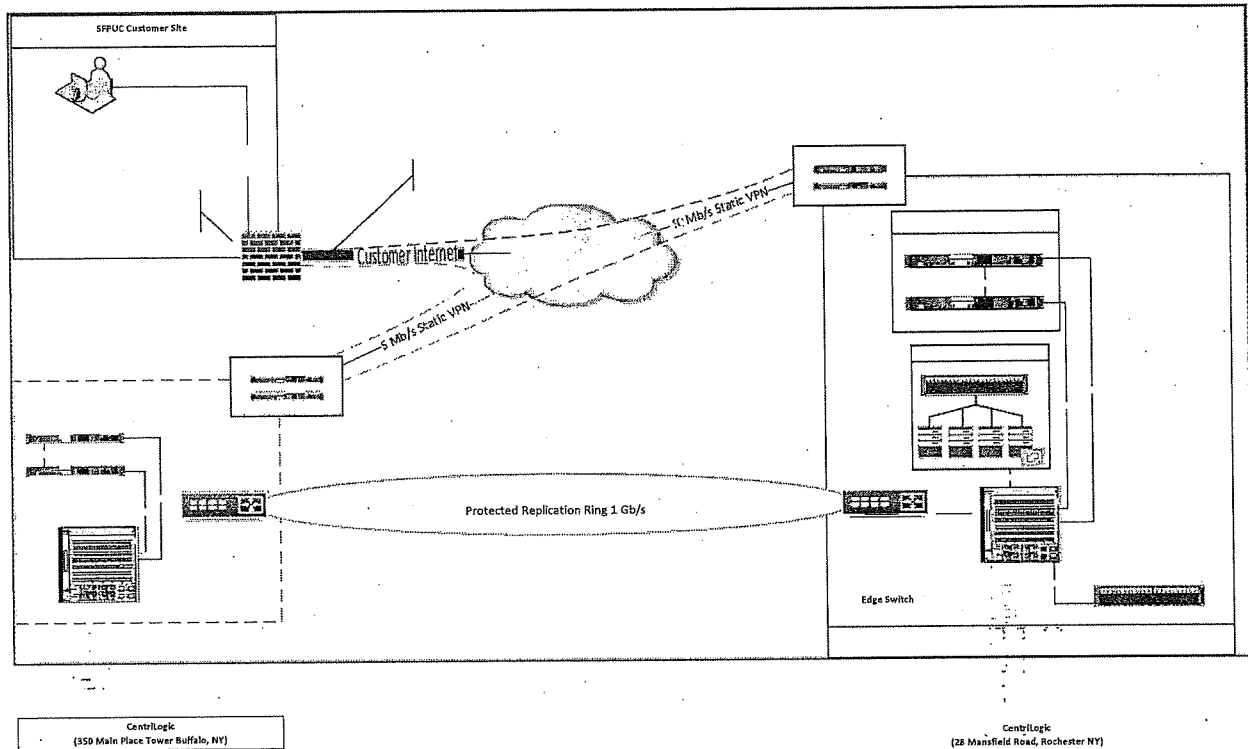 SFPUC Customer Site
Customer Internet
Mb/s Static VPN
5 Mb/s Static VPN
Protected Replication Ring 1 Gb/s
Edge Switch
CentriLogic
(350 Main Place Tower Buffalo, NY)
CentriLogic
(28 Mansfield Road, Rochester NY)